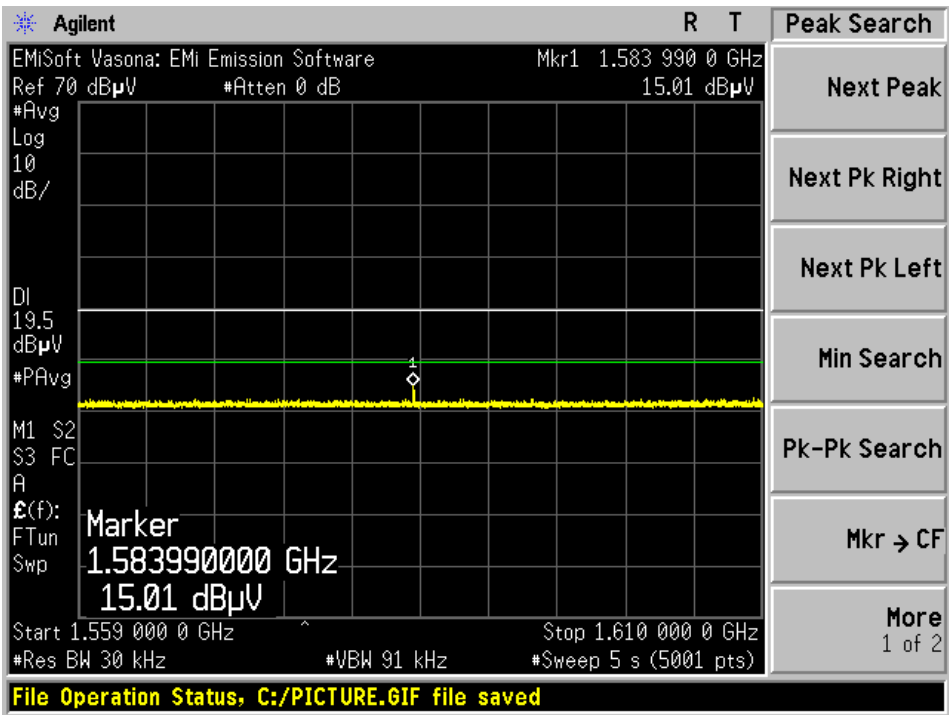 Agilent R T
Peak Search
EMiSoft Vasona: EMi Emission Software Mkr1 1.583 990 0 GHz
Ref 70 dBµV #Atten 0 dB 15.01 dBµV
#Avg
Log
10
dB/
DI
19.5
dBµV
#PAvg
1
M1 S2
S3 FC
A
£(f):
FTun
Swp
Marker
1.583990000 GHz
15.01 dBµV
Start 1.559 000 0 GHz ^ Stop 1.610 000 0 GHz
#Res BW 30 kHz #VBW 91 kHz #Sweep 5 s (5001 pts)
File Operation Status, C:/PICTURE.GIF file saved
Next Peak
Next Pk Right
Next Pk Left
Min Search
Pk-Pk Search
Mkr → CF
More
1 of 2